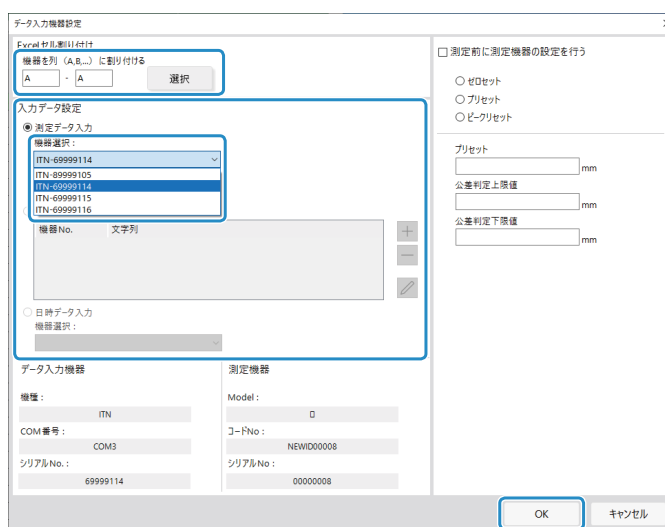 データ入力機器設定
Excelセル割り付け
機器を列（A,B,...）に割り付ける
A - A 選択
入力データ設定
測定データ入力
機器選択：
ITN-69999114
ITN-89999105
ITN-69999114
ITN-69999115
ITN-69999116
機器No. 文字列
日時データ入力
機器選択：
データ入力機器
機種：
ITN
COM番号：
COM3
シリアルNo.：
69999114
測定機器
Model：
コードNo：
NEWID00008
シリアルNo：
00000008
測定前に測定機器の設定を行う
ゼロセット
プリセット
ピークリセット
プリセット
mm
公差判定上限値
mm
公差判定下限値
mm
OK キャンセル